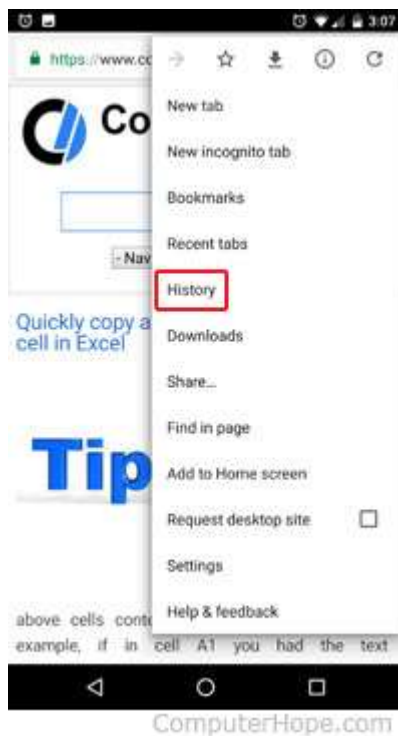 3:07
https://www.co
New tab
Co
New incognito tab
Bookmarks
Recent tabs
- Nav
History
Quickly copy a
cell in Excel
Downloads
Share...
Find in page
Tip
Add to Home screen
Request desktop site
Settings
Help & feedback
above cells conte
example, if in cell A1 you had the text
ComputerHope.com